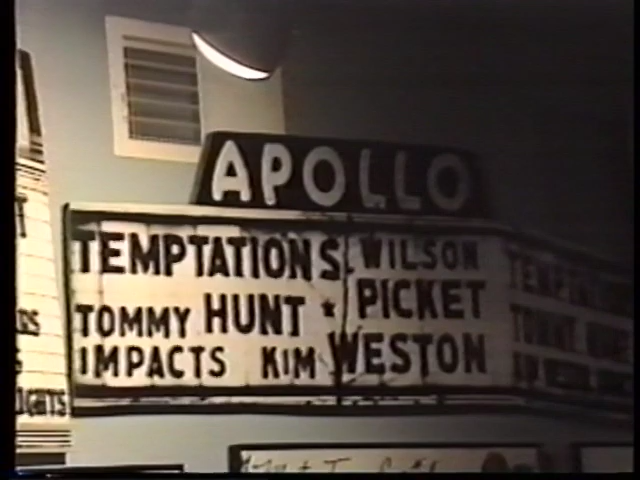 APOLLO
TEMPTATIONS. WILSON
TOMMY HUNT ★ PICKET
IMPACTS KIM WESTON